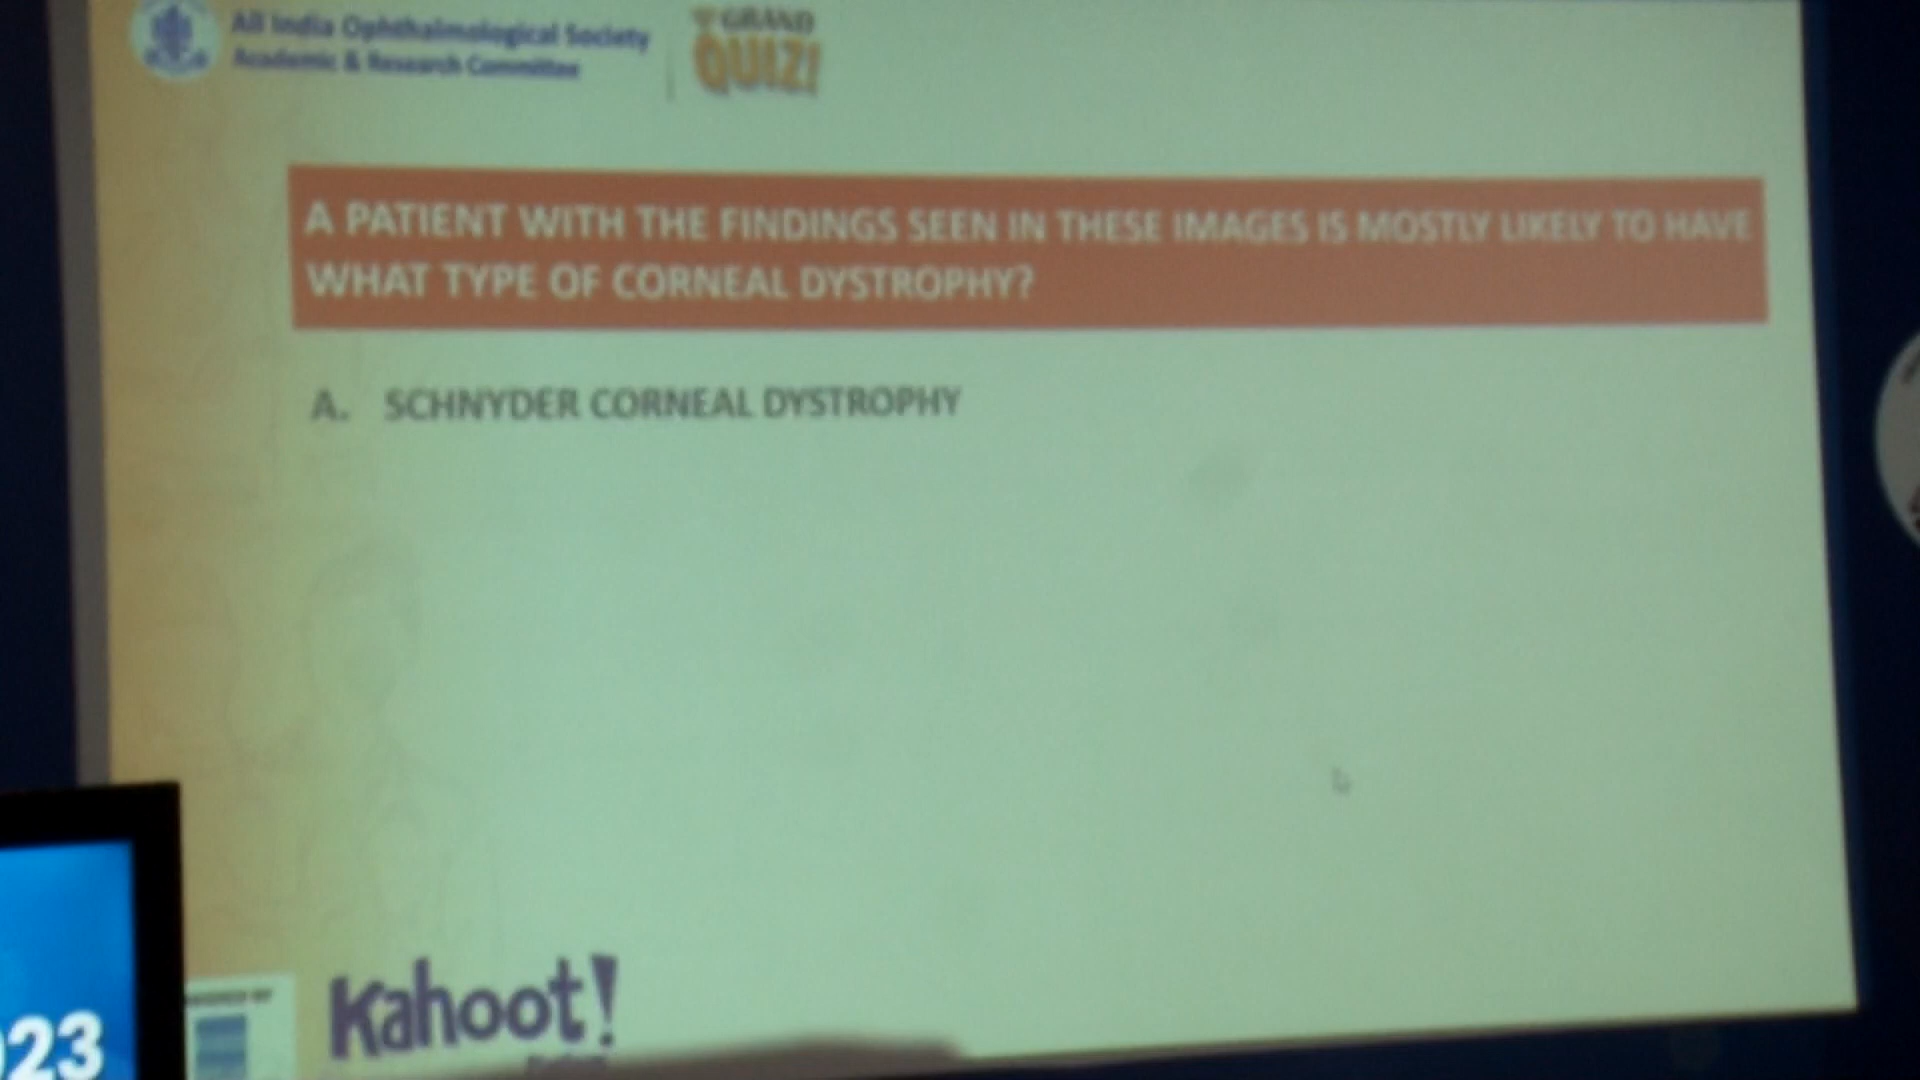 All India Ophthalmological Society
Academic & Research Committee
GRAND
QUIZ!
A PATIENT WITH THE FINDINGS SEEN IN THESE IMAGES IS MOSTLY LIKELY TO HAVE
WHAT TYPE OF CORNEAL DYSTROPHY?
A. SCHNYDER CORNEAL DYSTROPHY
Kahoot!
023